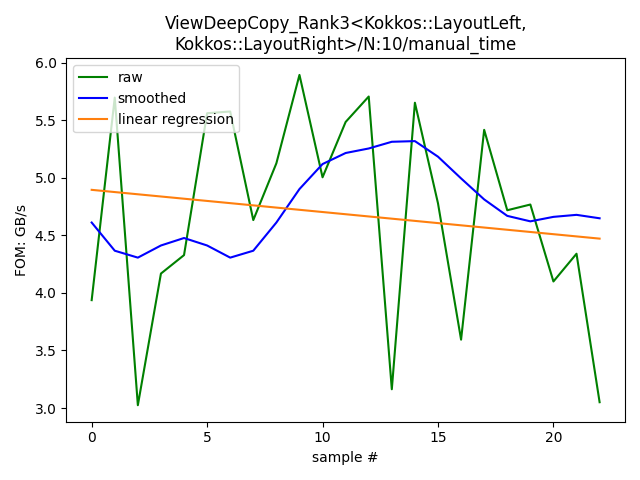 ViewDeepCopy_Rank3<Kokkos::LayoutLeft,
Kokkos::LayoutRight>/N:10/manual_time
raw
smoothed
linear regression
FOM: GB/s
6.0
5.5
5.0
4.5
4.0
3.5
3.0
0 5 10 15 20
sample #